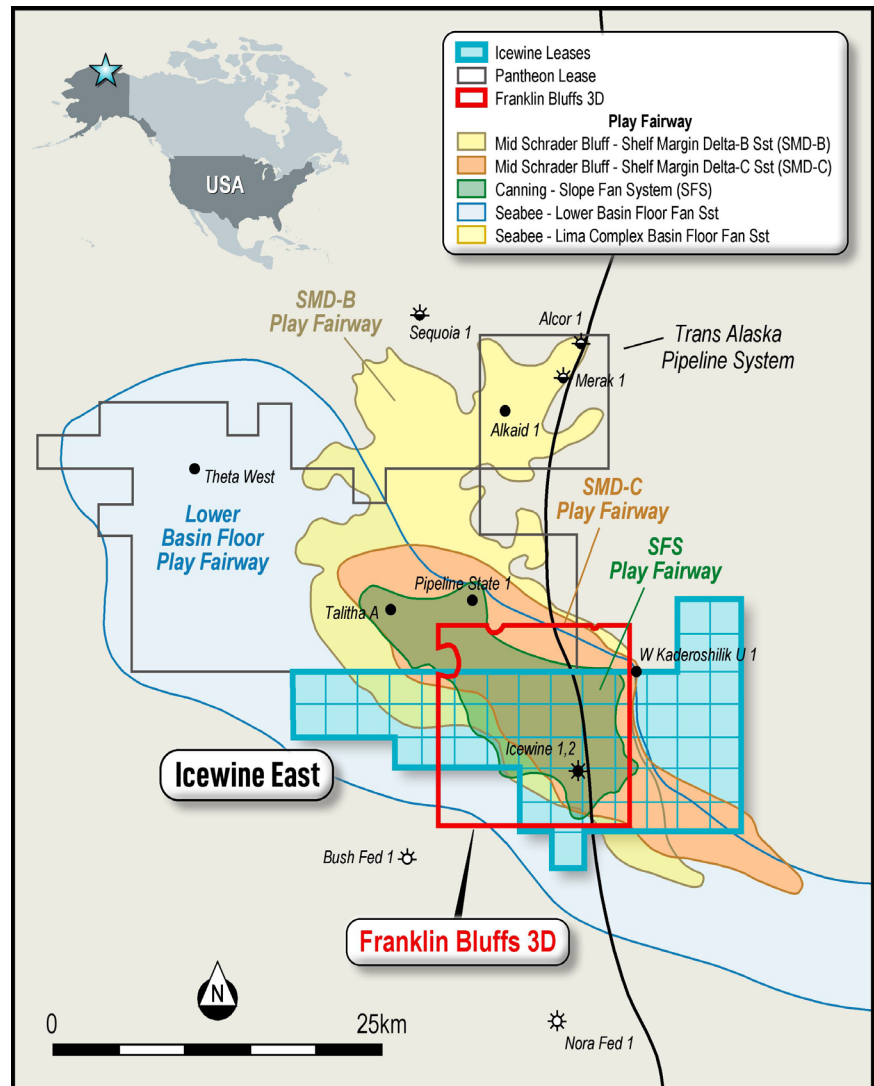 USA
Icewine Leases
Pantheon Lease
Franklin Bluffs 3D
Play Fairway
Mid Schrader Bluff - Shelf Margin Delta-B Sst (SMD-B)
Mid Schrader Bluff - Shelf Margin Delta-C Sst (SMD-C)
Canning - Slope Fan System (SFS)
Seabee - Lower Basin Floor Fan Sst
Seabee - Lima Complex Basin Floor Fan Sst
SMD-B
Play Fairway
Sequoia 1
Alcor 1
Trans Alaska
Pipeline System
Merak 1
Alkaid 1
Theta West
SMD-C
Play Fairway
Lower
Basin Floor
Play Fairway
SFS
Play Fairway
Pipeline State 1
Talitha A
W Kaderoshilik U 1
Icewine 1,2
Icewine East
Bush Fed 1
Franklin Bluffs 3D
N
0
25km
Nora Fed 1